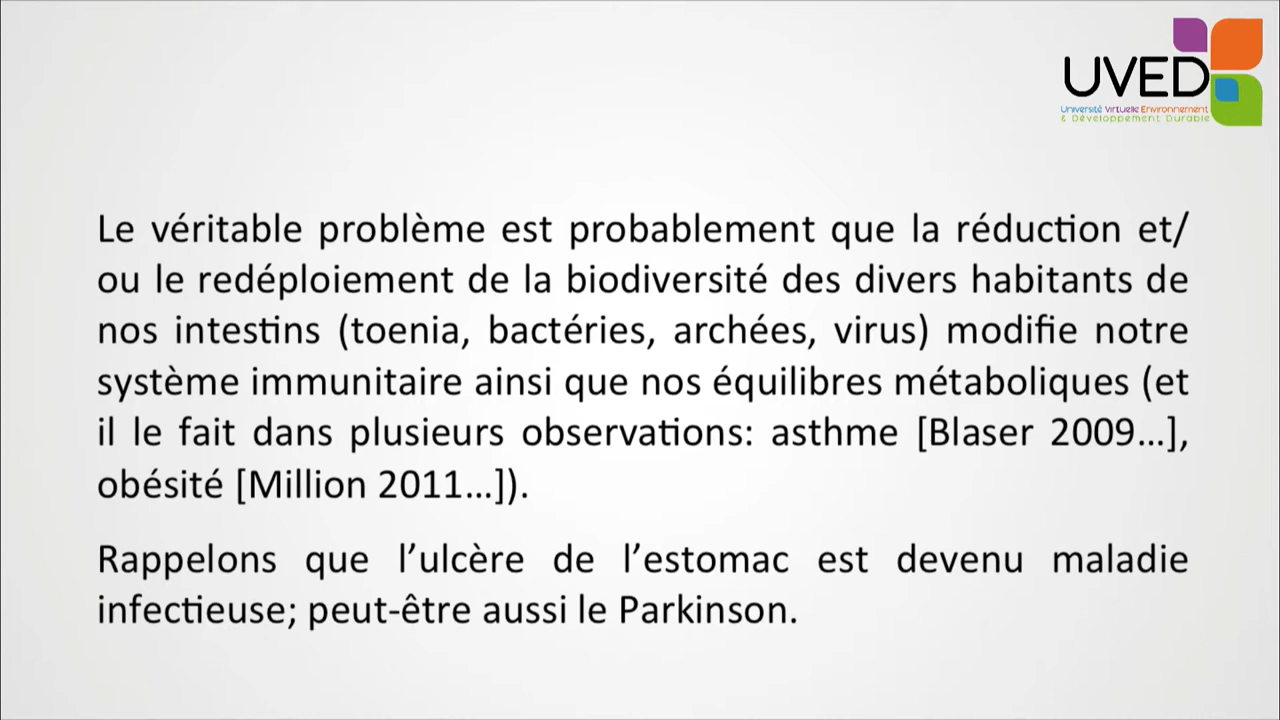 UVED
Université Virtuelle Environnement
& Développement Durable
Le véritable problème est probablement que la réduction et/
ou le redéploiement de la biodiversité des divers habitants de
nos intestins (toenia, bactéries, archées, virus) modifie notre
système immunitaire ainsi que nos équilibres métaboliques (et
il le fait dans plusieurs observations: asthme [Blaser 2009...],
obésité [Million 2011...]).
Rappelons que l’ulcère de l’estomac est devenu maladie
infectieuse; peut-être aussi le Parkinson.